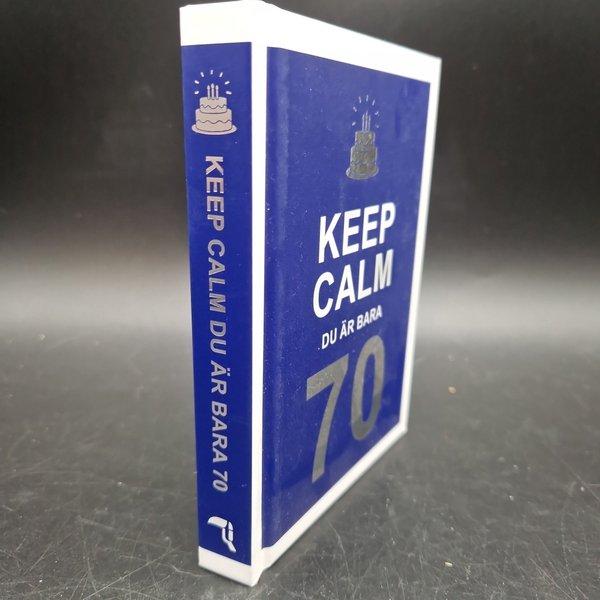 KEEP CALM DU ÄR BARA 70
KEEP
CALM
DU ÄR BARA
70